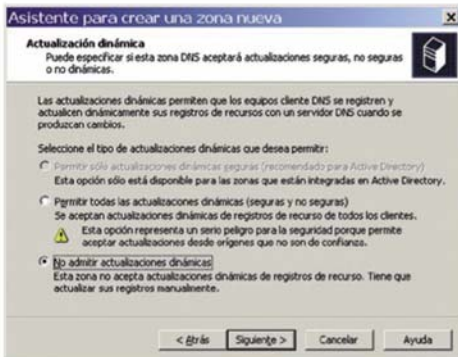 Asistente para crear una zona nueva
Actualización dinámica
Puede especificar si esta zona DNS aceptará actualizaciones seguras, no seguras
o no dinámicas.
Las actualizaciones dinámicas permiten que los equipos cliente DNS se registren y
actualicen dinámicamente sus registros de recursos con un servidor DNS cuando se
produzcan cambios.
Seleccione el tipo de actualizaciones dinámicas que desea permitir:
Permitir sólo actualizaciones dinámicas seguras (recomendado para Active Directory)
Esta opción sólo está disponible para las zonas que están integradas en Active Directory.
Permitir todas las actualizaciones dinámicas (seguras y no seguras)
Se aceptan actualizaciones dinámicas de registros de recurso de todos los clientes.
Esta opción representa un serio peligro para la seguridad porque permite
aceptar actualizaciones desde orígenes que no son de confianza.
No admitir actualizaciones dinámicas
Esta zona no acepta actualizaciones dinámicas de registros de recurso. Tiene que
actualizar sus registros manualmente.
< Atrás Siguiente > Cancelar Ayuda